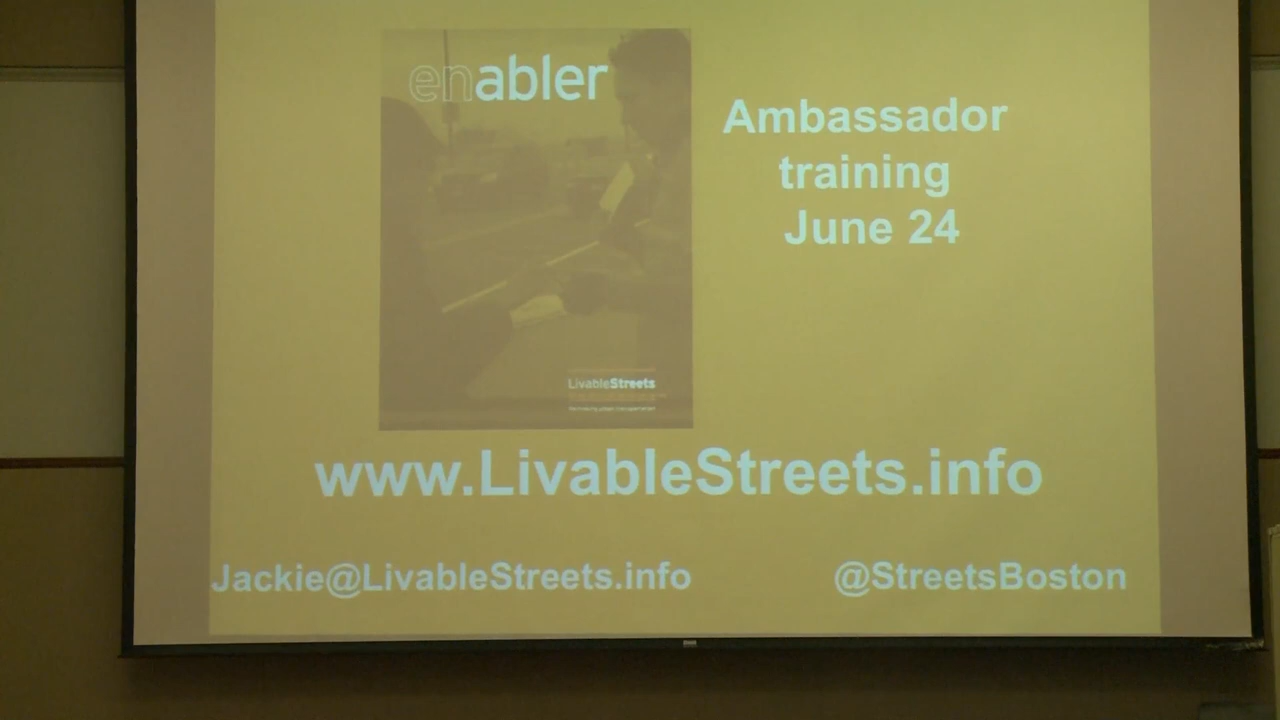 enabler
Ambassador
training
June 24
LivableStreets
www.LivableStreets.info
Jackie@LivableStreets.info
@StreetsBoston